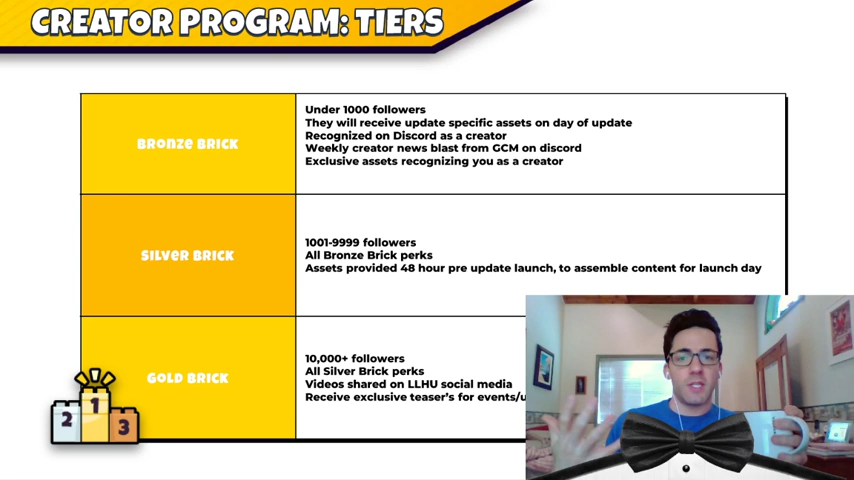 CREATOR PROGRAM: TIERS
BRONZE BRICK
Under 1000 followers
They will receive update specific assets on day of update
Recognized on Discord as a creator
Weekly creator news blast from GCM on discord
Exclusive assets recognizing you as a creator
SILVER BRICK
1001-9999 followers
All Bronze Brick perks
Assets provided 48 hour pre update launch, to assemble content for launch day
GOLD BRICK
10,000+ followers
All Silver Brick perks
Videos shared on LLHU social media
Receive exclusive teaser's for events/u
2 1 3